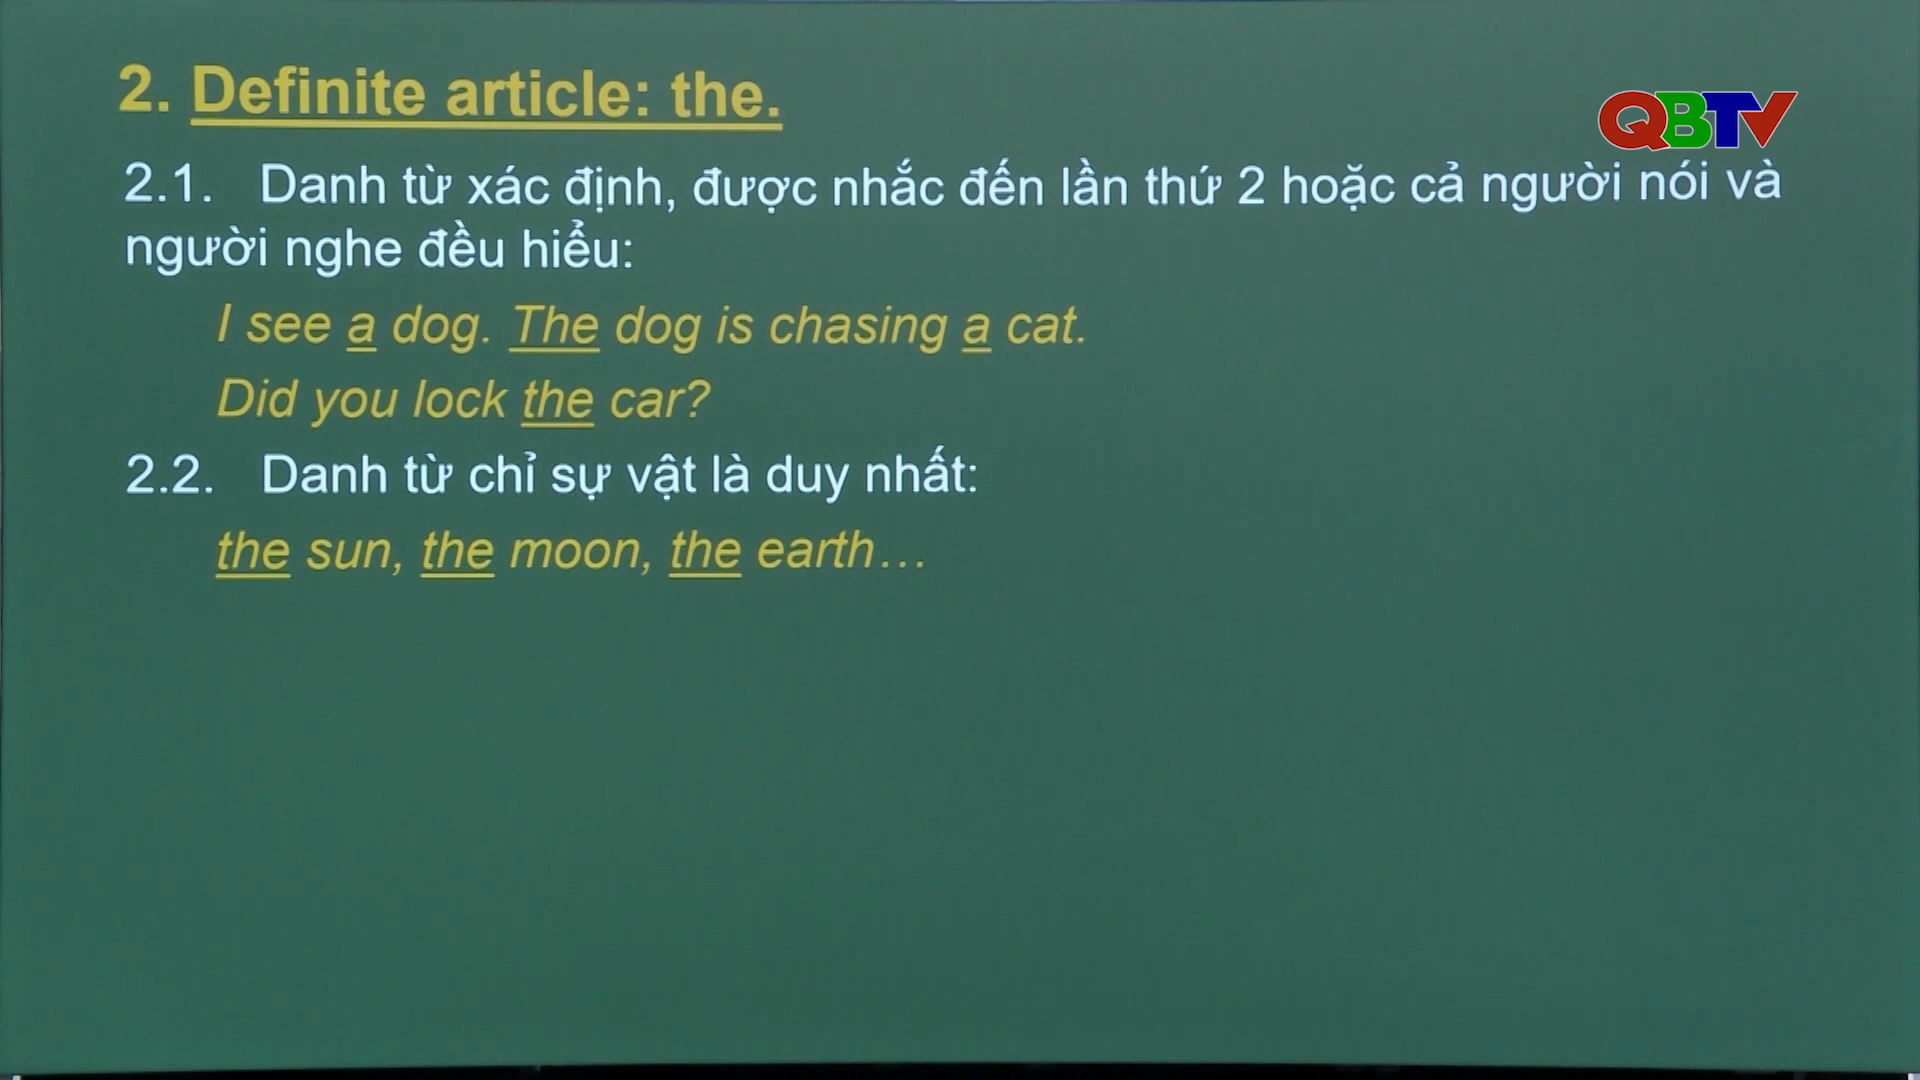 2. Definite article: the.
QBTV
2.1. Danh từ xác định, được nhắc đến lần thứ 2 hoặc cả người nói và
người nghe đều hiểu:
I see a dog. The dog is chasing a cat.
Did you lock the car?
2.2. Danh từ chỉ sự vật là duy nhất:
the sun, the moon, the earth…